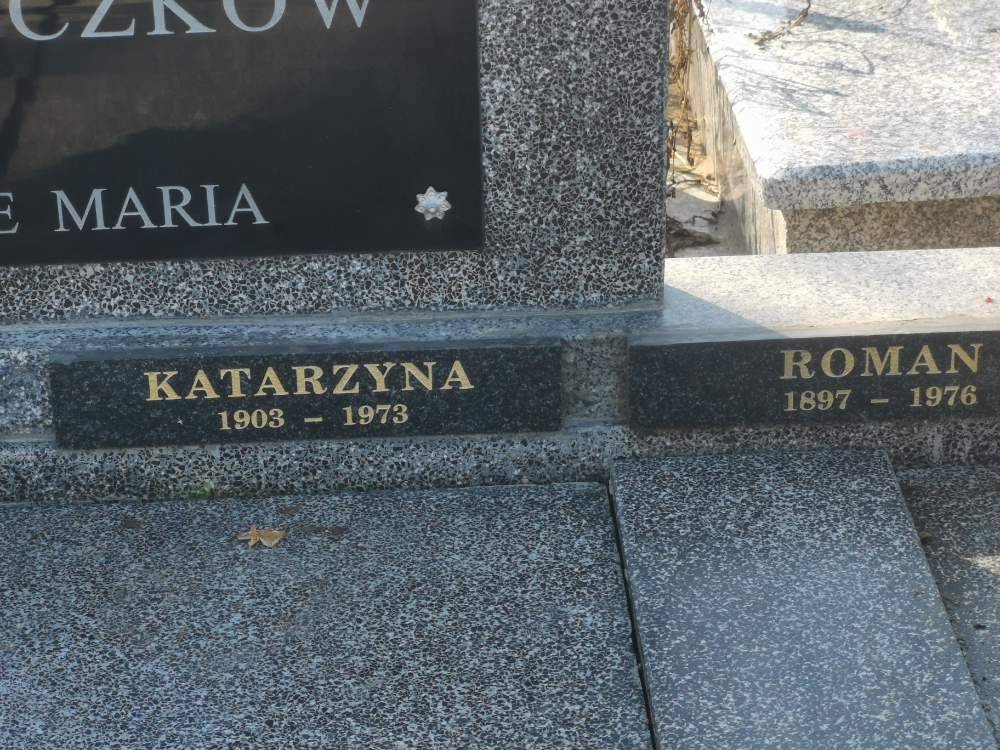 CZKÓW
E MARIA
KATARZYNA
1903 – 1973
ROMAN
1897 – 1976